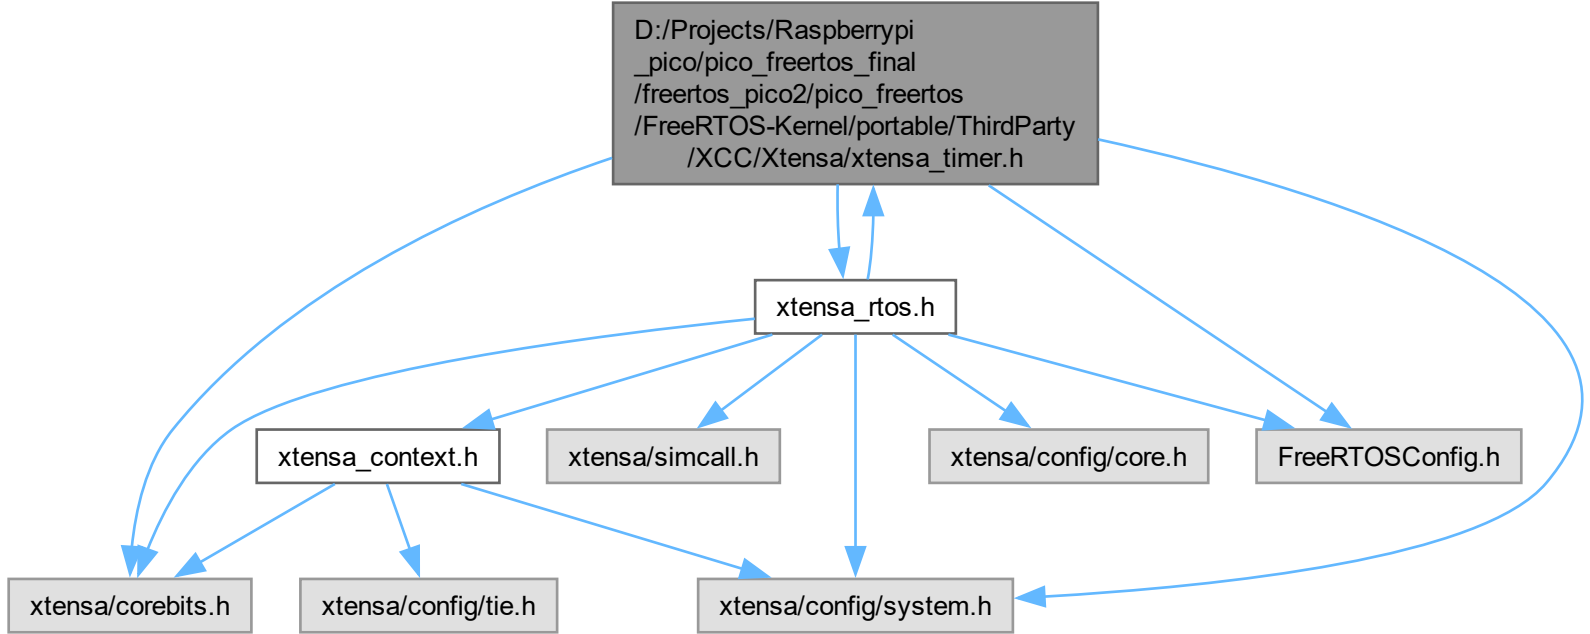 D:/Projects/Raspberrypi
_pico/pico_freertos_final
/freertos_pico2/pico_freertos
/FreeRTOS-Kernel/portable/ThirdParty
/XCC/Xtensa/xtensa_timer.h
xtensa_rtos.h
xtensa_context.h
xtensa/simcall.h
xtensa/config/core.h
FreeRTOSConfig.h
xtensa/corebits.h
xtensa/config/tie.h
xtensa/config/system.h